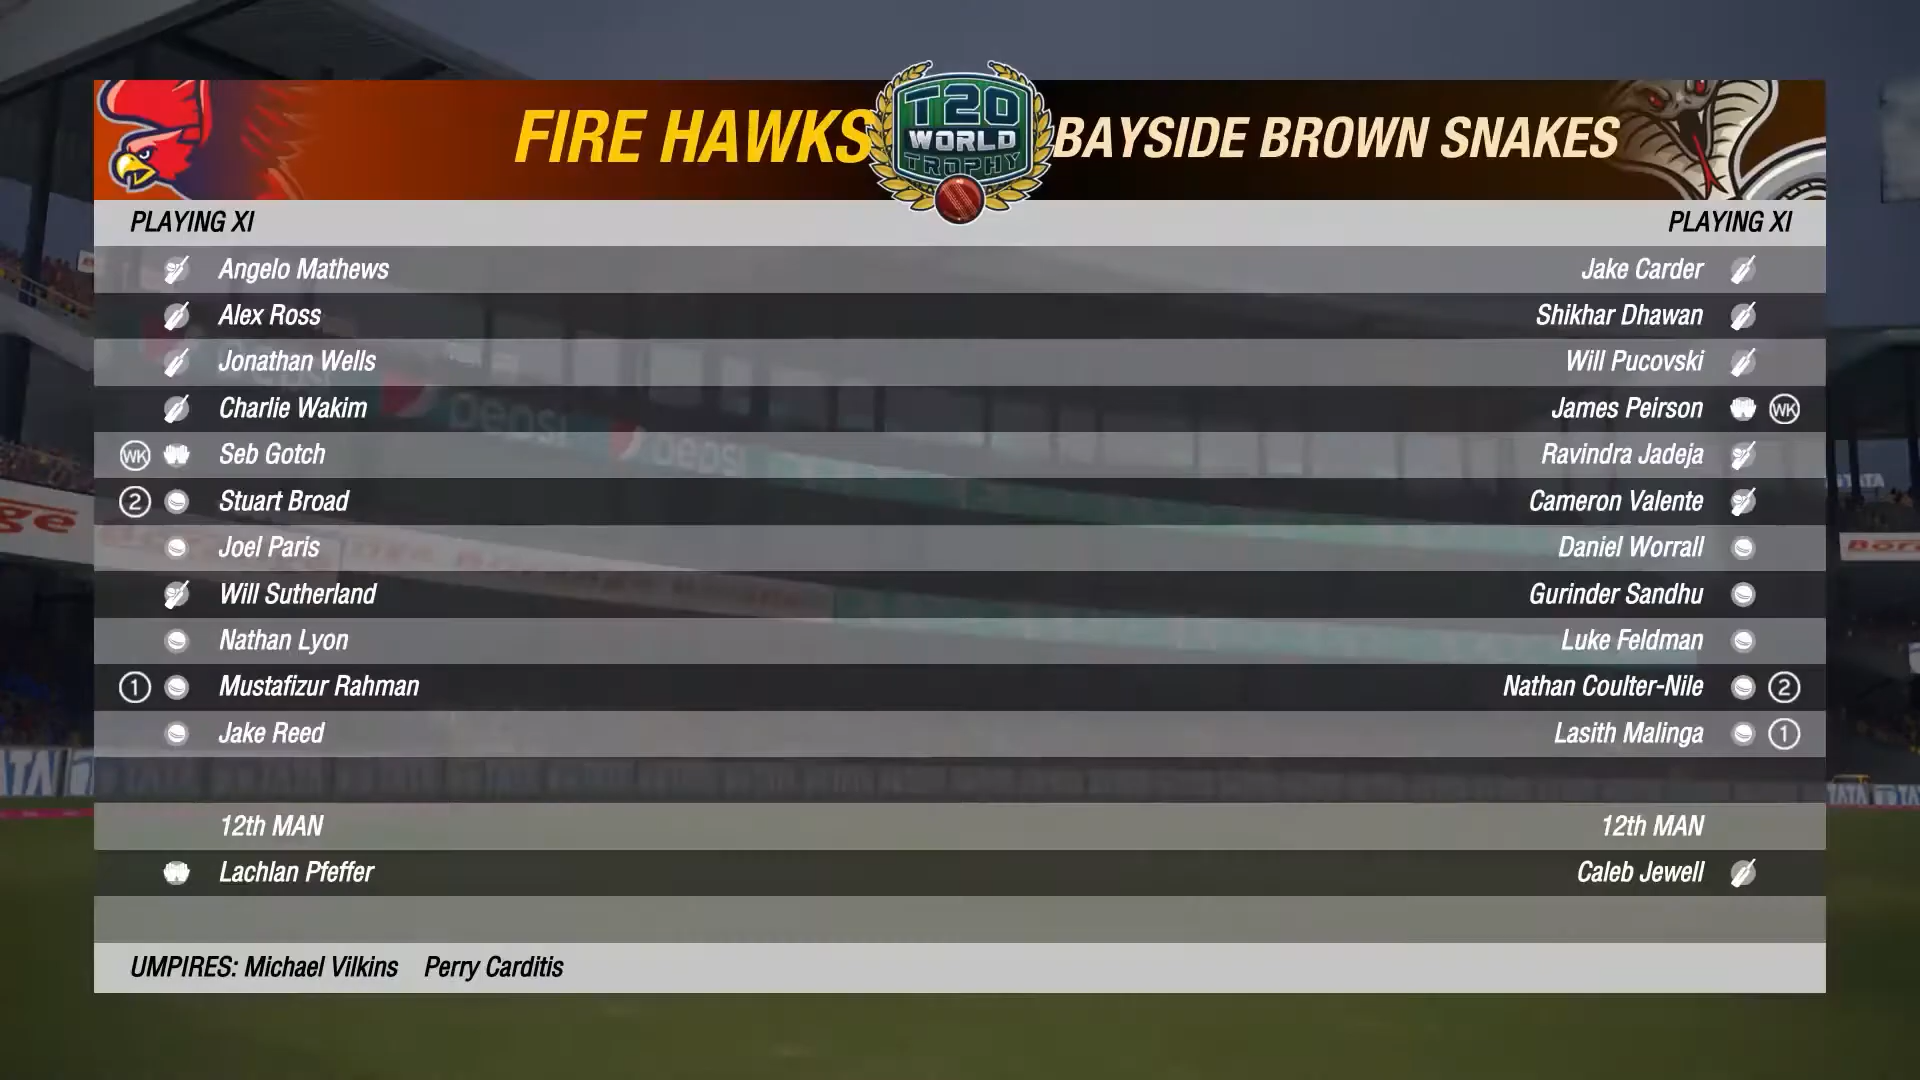 FIRE HAWKS
T20
WORLD
TROPHY
BAYSIDE BROWN SNAKES
PLAYING XI
PLAYING XI
Angelo Mathews
Jake Carder
Alex Ross
Shikhar Dhawan
Jonathan Wells
Will Pucovski
Charlie Wakim
James Peirson
WK
WK
Seb Gotch
Ravindra Jadeja
2
Stuart Broad
Cameron Valente
Joel Paris
Daniel Worrall
Will Sutherland
Gurinder Sandhu
Nathan Lyon
Luke Feldman
1
Mustafizur Rahman
Nathan Coulter-Nile
2
Jake Reed
Lasith Malinga
1
12th MAN
12th MAN
Lachlan Pfeffer
Caleb Jewell
UMPIRES: Michael Vilkins Perry Carditis
pepsi
pepsi
TATA
TATA